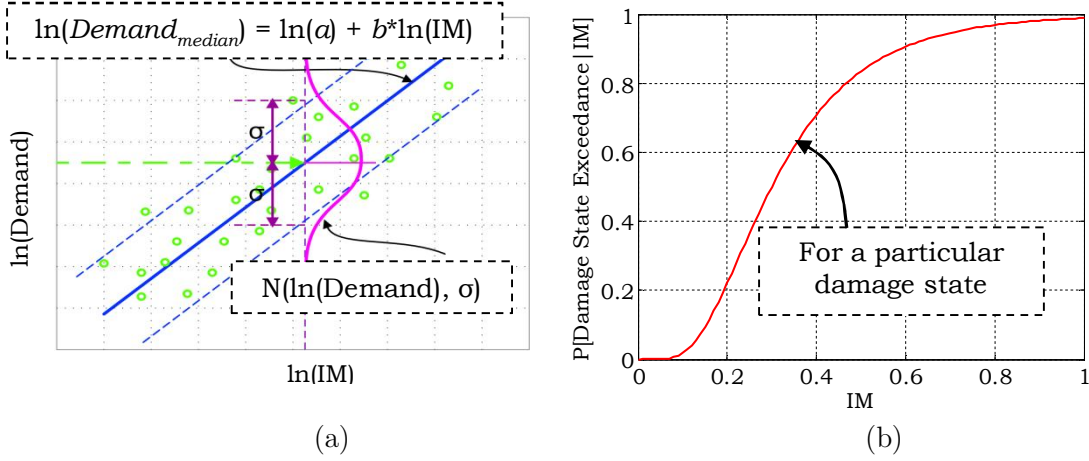 ln(Demand_median) = ln(a) + b*ln(IM)
σ
σ
N(ln(Demand), σ)
ln(Demand)
ln(IM)
(a)
P[Damage State Exceedance|IM]
1
0.8
0.6
0.4
0.2
0
For a particular
damage state
0
0.2
0.4
0.6
0.8
1
IM
(b)